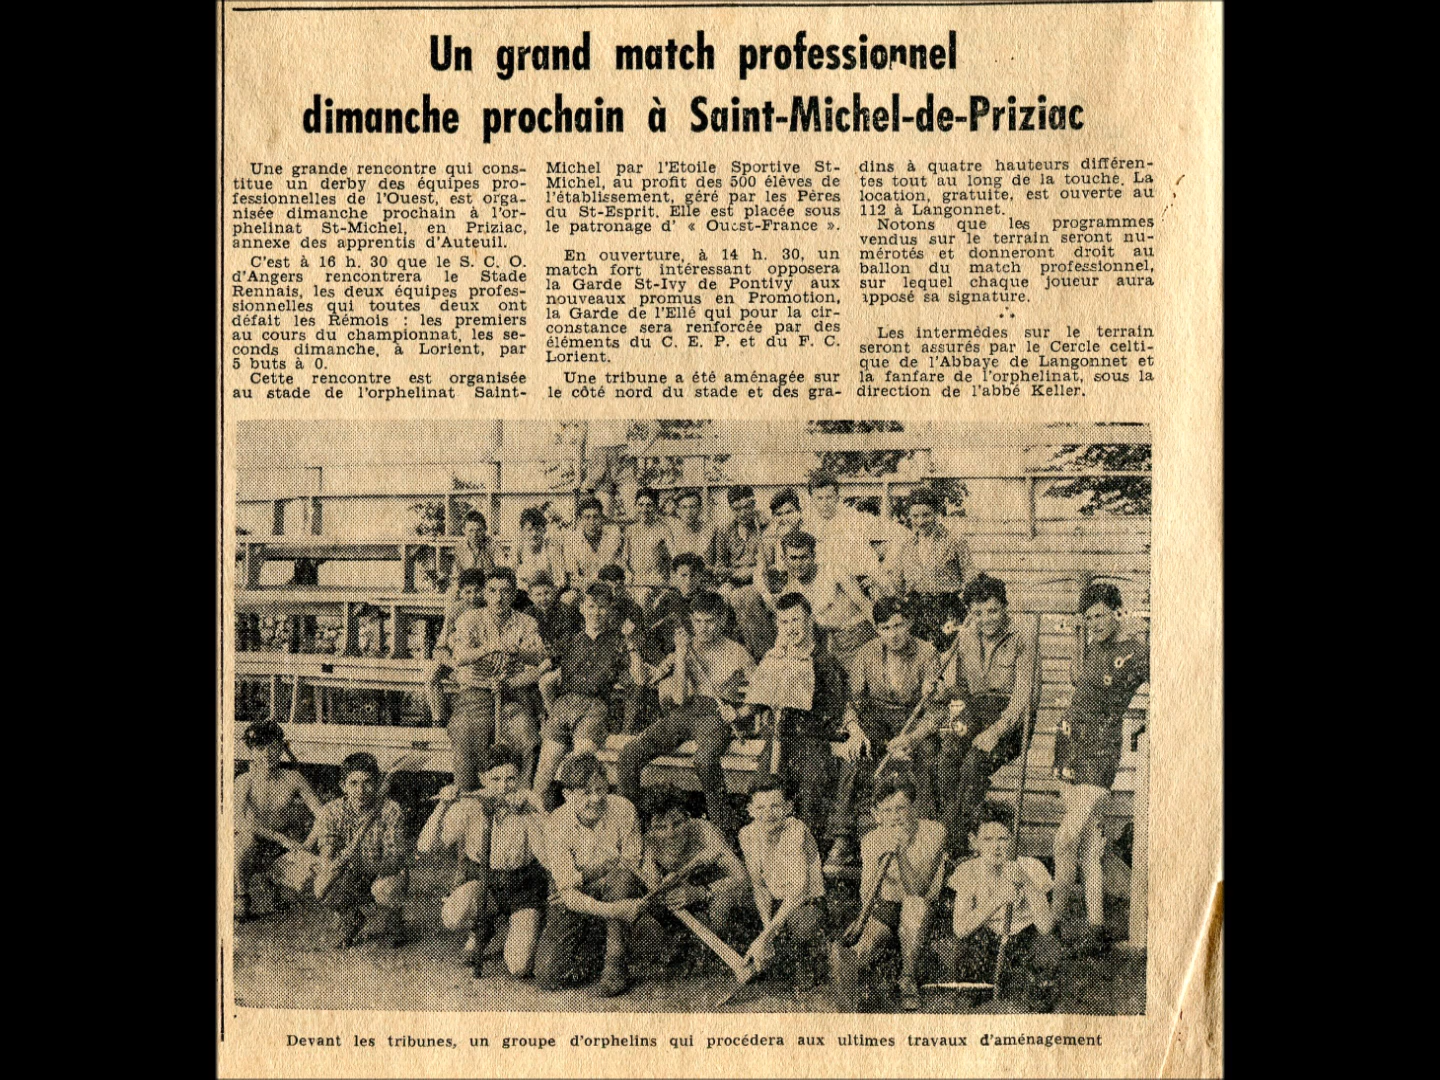 Un grand match professionnel
dimanche prochain à Saint-Michel-de-Priziac
Une grande rencontre qui cons-
titue un derby des équipes pro-
fessionnelles de l'Ouest, est orga-
nisée dimanche prochain à l'or-
phelinat St-Michel, en Priziac,
annexe des apprentis d'Auteuil.
C'est à 16 h. 30 que le S. C. O.
d'Angers rencontrera le Stade
Rennais, les deux équipes profes-
sionnelles qui toutes deux ont
défait les Rémois : les premiers
au cours du championnat, les se-
conds dimanche, à Lorient, par
5 buts à 0.
Cette rencontre est organisée
au stade de l'orphelinat Saint-
Michel par l'Etoile Sportive St-
Michel, au profit des 500 élèves de
l'établissement, géré par les Pères
du St-Esprit. Elle est placée sous
le patronage d' « Ouest-France ».
En ouverture, à 14 h. 30, un
match fort intéressant opposera
la Garde St-Ivy de Pontivy aux
nouveaux promus en Promotion,
la Garde de l'Ellé qui pour la cir-
constance sera renforcée par des
éléments du C. E. P. et du F. C.
Lorient.
Une tribune a été aménagée sur
le côté nord du stade et des gra-
dins à quatre hauteurs différen-
tes tout au long de la touche. La
location, gratuite, est ouverte au
112 à Langonnet.
Notons que les programmes
vendus sur le terrain seront nu-
mérotés et donneront droit au
ballon du match professionnel,
sur lequel chaque joueur aura
apposé sa signature.
Les intermèdes sur le terrain
seront assurés par le Cercle celti-
que de l'Abbaye de Langonnet et
la fanfare de l'orphelinat, sous la
direction de l'abbé Keller.
Devant les tribunes, un groupe d'orphelins qui procédera aux ultimes travaux d'aménagement